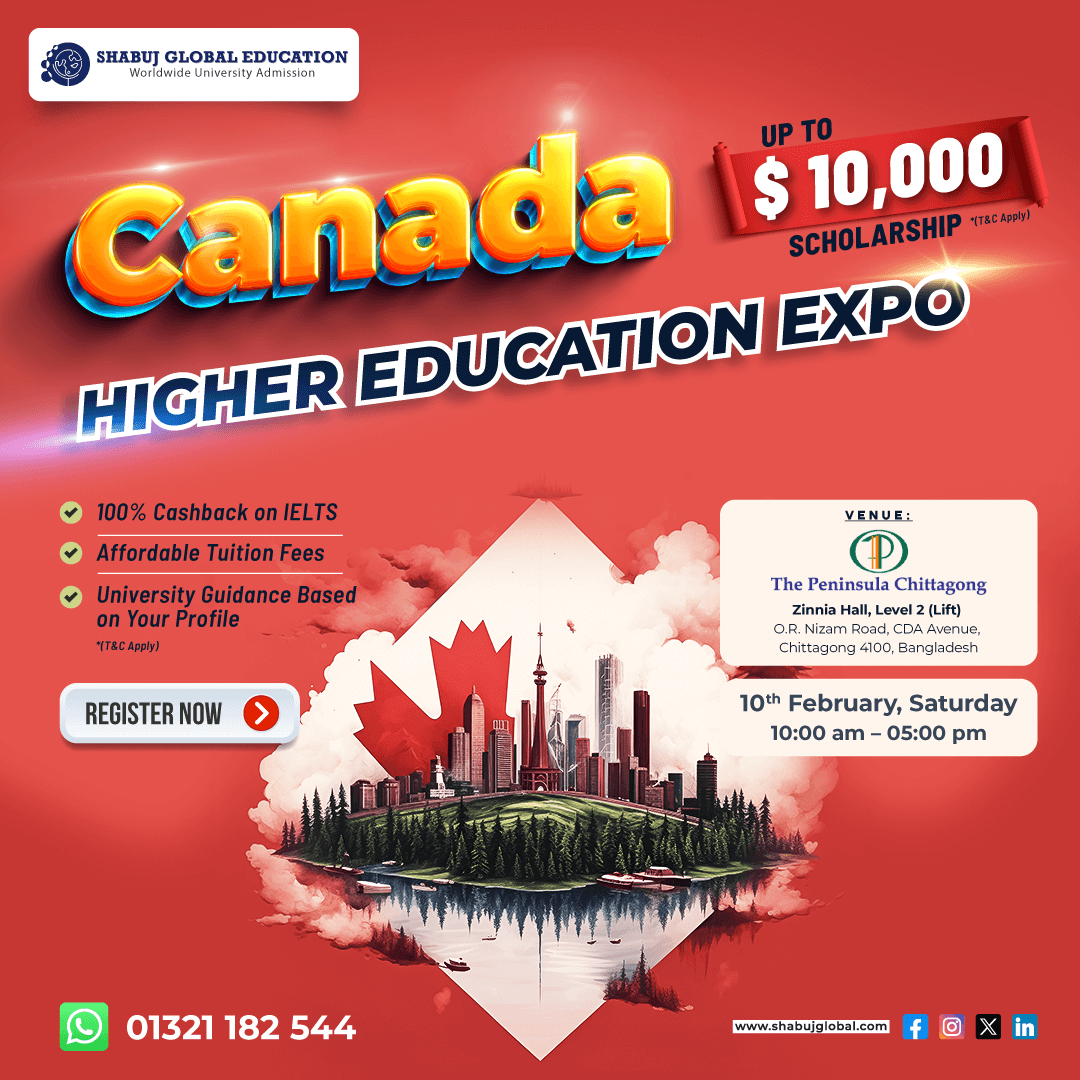 SHABUJ GLOBAL EDUCATION
Worldwide University Admission
Canada
UP TO
$ 10,000
SCHOLARSHIP *(T&C Apply)
HIGHER EDUCATION EXPO
100% Cashback on IELTS
Affordable Tuition Fees
University Guidance Based
on Your Profile
*(T&C Apply)
REGISTER NOW
VENUE:
The Peninsula Chittagong
Zinnia Hall, Level 2 (Lift)
O.R. Nizam Road, CDA Avenue,
Chittagong 4100, Bangladesh
10th February, Saturday
10:00 am – 05:00 pm
01321 182 544
www.shabujglobal.com